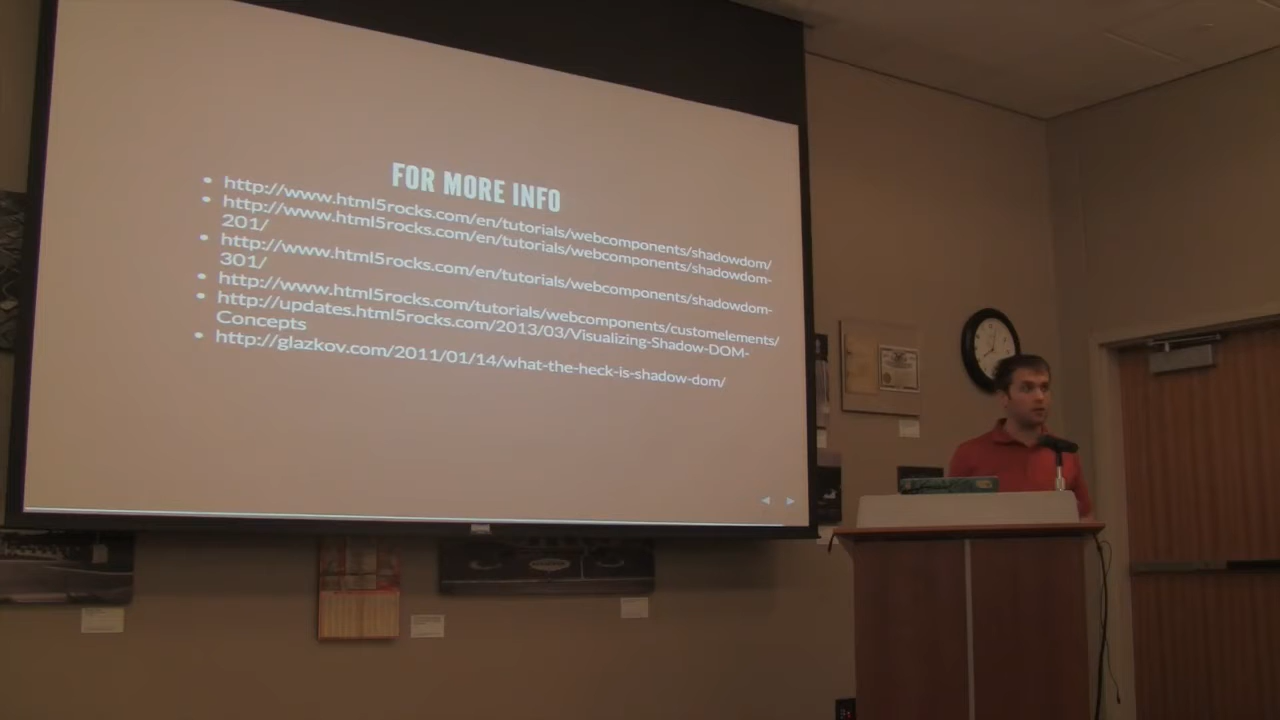 FOR MORE INFO
http://www.html5rocks.com/en/tutorials/webcomponents/shadowdom/
http://www.html5rocks.com/en/tutorials/webcomponents/shadowdom-
201/
http://www.html5rocks.com/en/tutorials/webcomponents/shadowdom-
301/
http://www.html5rocks.com/tutorials/webcomponents/customelements/
http://updates.html5rocks.com/2013/03/Visualizing-Shadow-DOM-
Concepts
http://glazkov.com/2011/01/14/what-the-heck-is-shadow-dom/